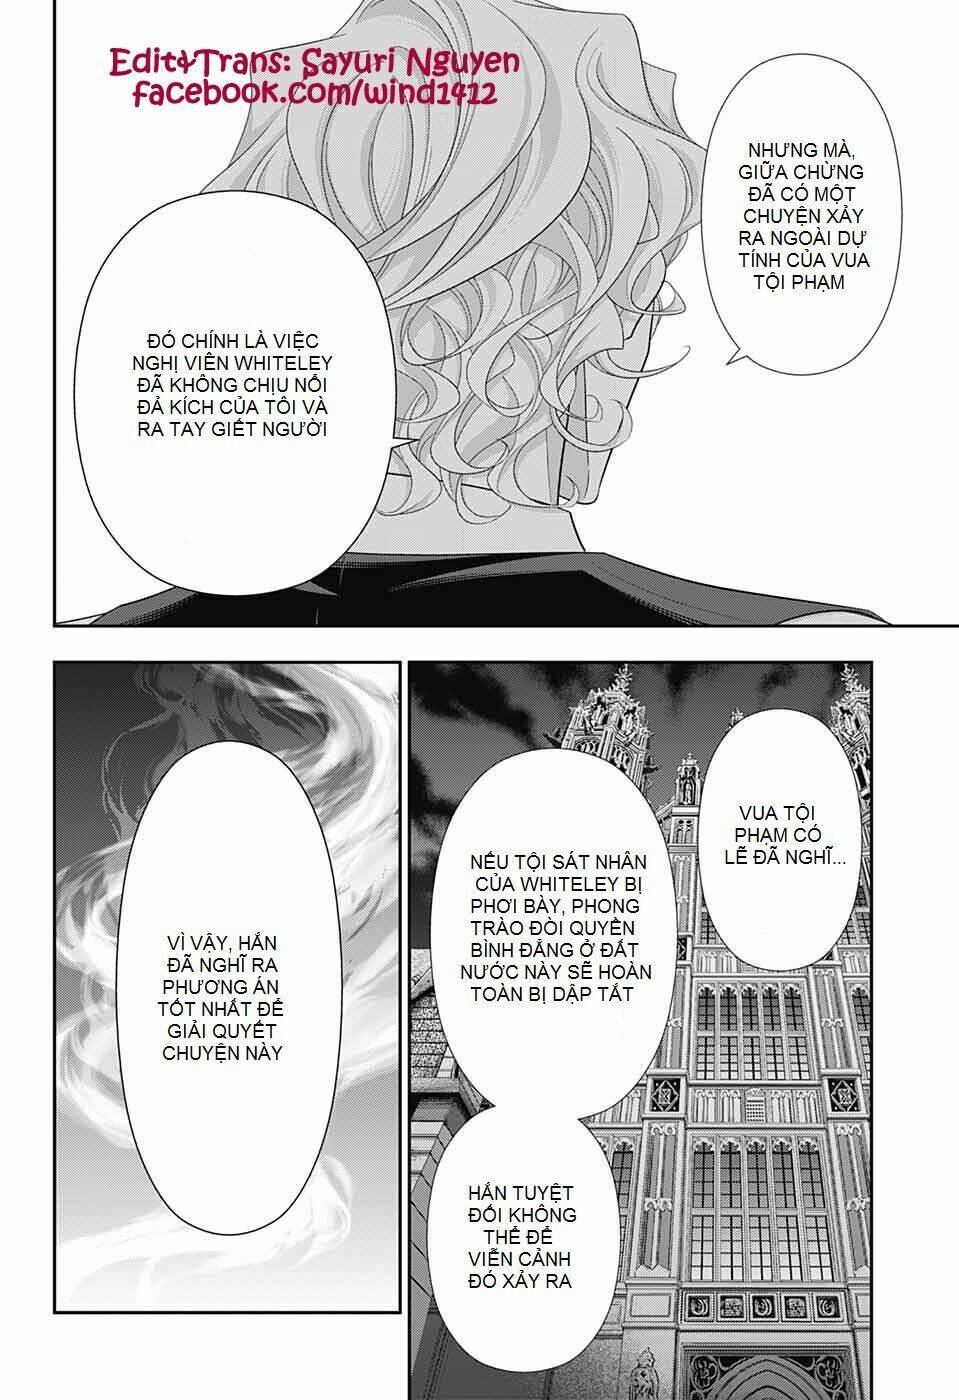 Edit&Trans: Sayuri Nguyen
facebook.com/wind1412
NHƯNG MÀ,
GIỮA CHỪNG
ĐÃ CÓ MỘT
CHUYỆN XẢY
RA NGOÀI DỰ
TÍNH CỦA VUA
TỘI PHẠM
ĐÓ CHÍNH LÀ VIỆC
NGHỊ VIÊN WHITELEY
ĐÃ KHÔNG CHỊU NỔI
ĐẢ KÍCH CỦA TÔI VÀ
RA TAY GIẾT NGƯỜI
VUA TỘI
PHẠM CÓ
LẼ ĐÃ NGHĨ...
NẾU TỘI SÁT NHÂN
CỦA WHITELEY BỊ
PHƠI BÀY, PHONG
TRÀO ĐÒI QUYỀN
BÌNH ĐẲNG Ở ĐẤT
NƯỚC NÀY SẼ HOÀN
TOÀN BỊ DẬP TẮT
HẮN TUYỆT
ĐỐI KHÔNG
THỂ ĐỂ
VIỄN CẢNH
ĐÓ XẢY RA
VÌ VẬY, HẮN
ĐÃ NGHĨ RA
PHƯƠNG ÁN
TỐT NHẤT ĐỂ
GIẢI QUYẾT
CHUYỆN NÀY